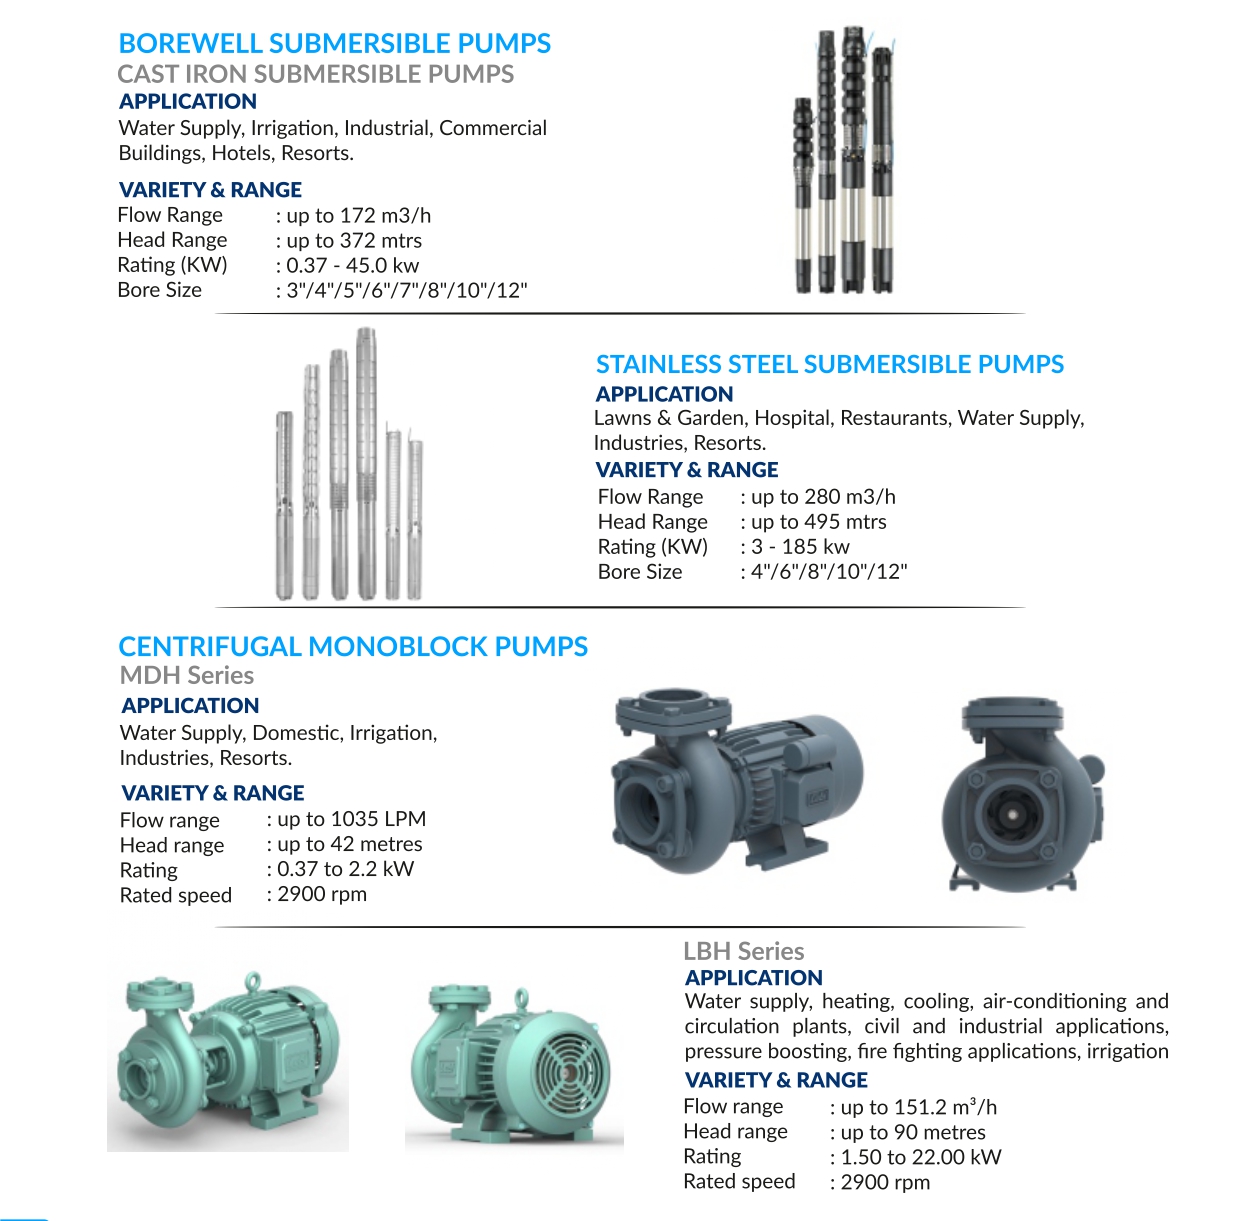 BOREWELL SUBMERSIBLE PUMPS
CAST IRON SUBMERSIBLE PUMPS
APPLICATION
Water Supply, Irrigation, Industrial, Commercial
Buildings, Hotels, Resorts.
VARIETY & RANGE
Flow Range : up to 172 m3/h
Head Range : up to 372 mtrs
Rating (KW) : 0.37 - 45.0 kw
Bore Size : 3"/4"/5"/6"/7"/8"/10"/12"
STAINLESS STEEL SUBMERSIBLE PUMPS
APPLICATION
Lawns & Garden, Hospital, Restaurants, Water Supply,
Industries, Resorts.
VARIETY & RANGE
Flow Range : up to 280 m3/h
Head Range : up to 495 mtrs
Rating (KW) : 3 - 185 kw
Bore Size : 4"/6"/8"/10"/12"
CENTRIFUGAL MONOBLOCK PUMPS
MDH Series
APPLICATION
Water Supply, Domestic, Irrigation,
Industries, Resorts.
VARIETY & RANGE
Flow range : up to 1035 LPM
Head range : up to 42 metres
Rating : 0.37 to 2.2 kW
Rated speed : 2900 rpm
LBH Series
APPLICATION
Water supply, heating, cooling, air-conditioning and
circulation plants, civil and industrial applications,
pressure boosting, fire fighting applications, irrigation
VARIETY & RANGE
Flow range : up to 151.2 m³/h
Head range : up to 90 metres
Rating : 1.50 to 22.00 kW
Rated speed : 2900 rpm